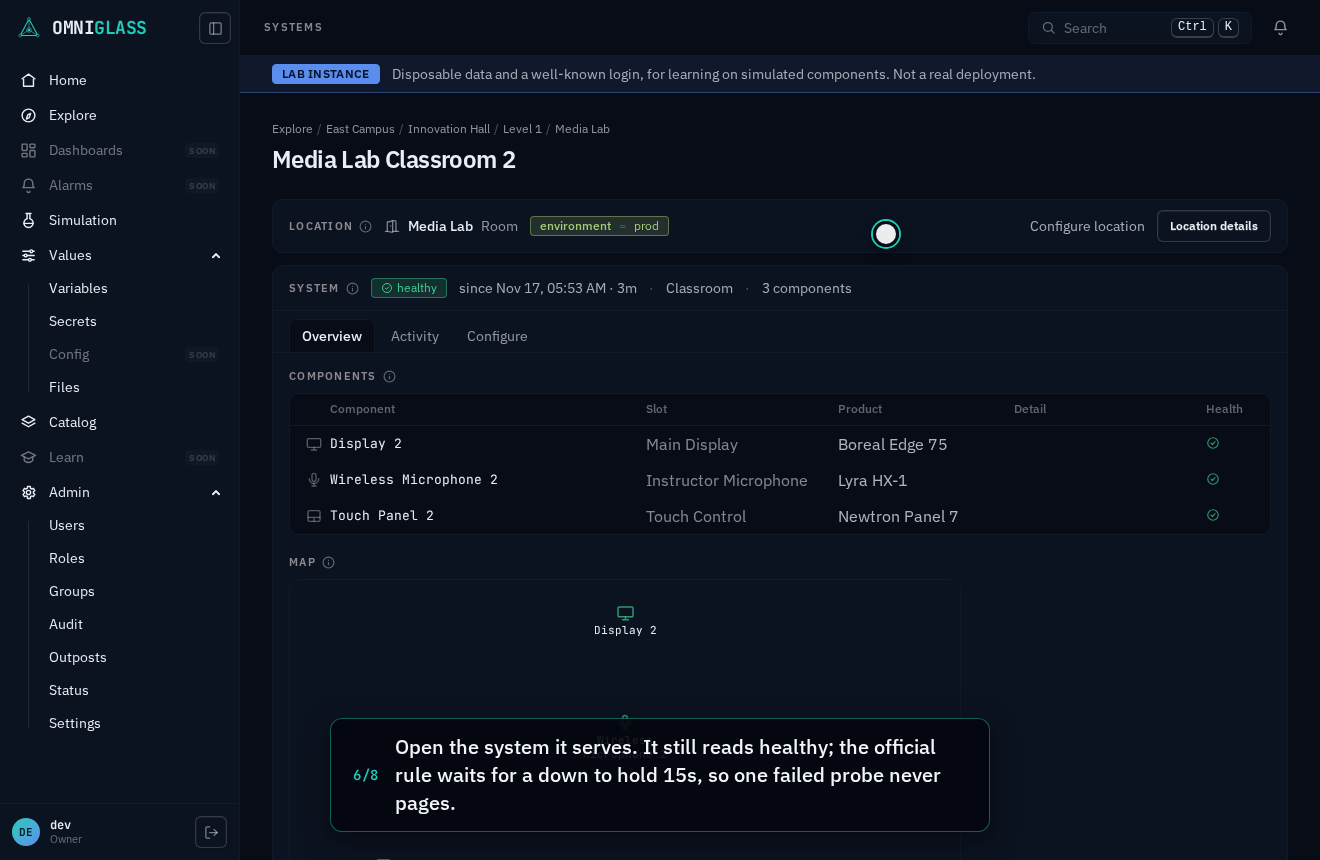 OMNIGLASS
SYSTEMS
Search
Ctrl K
Home
Explore
Dashboards SOON
Alarms SOON
Simulation
Values
Variables
Secrets
Config SOON
Files
Catalog
Learn SOON
Admin
Users
Roles
Groups
Audit
Outposts
Status
Settings
DE
dev
Owner
LAB INSTANCE Disposable data and a well-known login, for learning on simulated components. Not a real deployment.
Explore / East Campus / Innovation Hall / Level 1 / Media Lab
Media Lab Classroom 2
LOCATION Media Lab Room environment = prod Configure location Location details
SYSTEM healthy since Nov 17, 05:53 AM · 3m · Classroom · 3 components
Overview Activity Configure
COMPONENTS
Component Slot Product Detail Health
Display 2 Main Display Boreal Edge 75
Wireless Microphone 2 Instructor Microphone Lyra HX-1
Touch Panel 2 Touch Control Newtron Panel 7
MAP
Display 2
6/8
Open the system it serves. It still reads healthy; the official
rule waits for a down to hold 15s, so one failed probe never
pages.